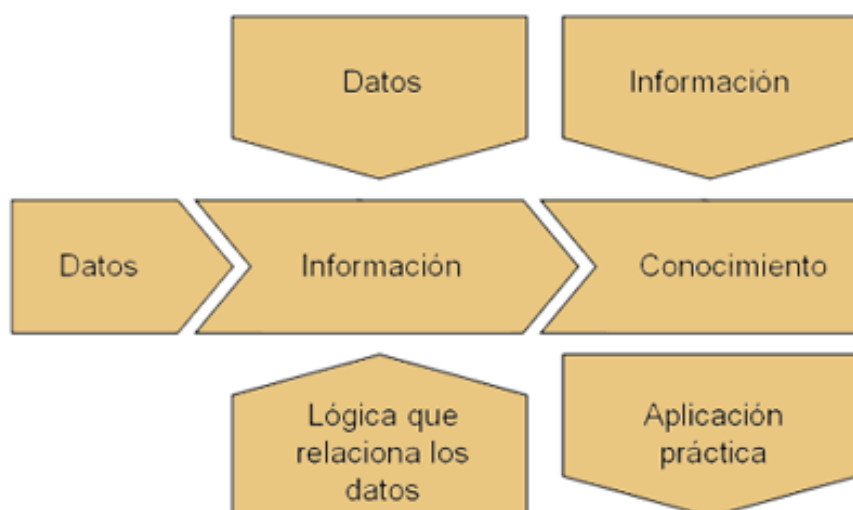 Datos
Información
Datos
Información
Conocimiento
Lógica que
relaciona los
datos
Aplicación
práctica